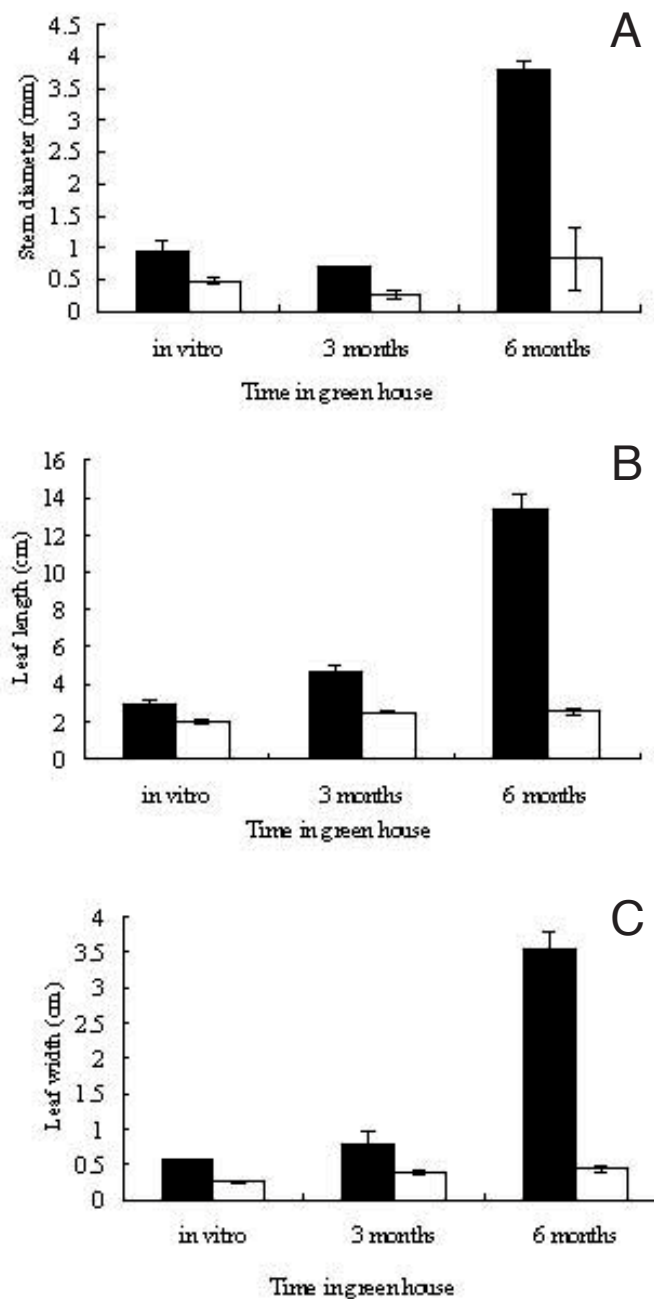 A
Stem diameter (mm)
4.5
4
3.5
3
2.5
2
1.5
1
0.5
0
in vitro 3 months 6 months
Time in green house
B
Leaf length (cm)
16
14
12
10
8
6
4
2
0
in vitro 3 months 6 months
Time in green house
C
Leaf width (cm)
4
3.5
3
2.5
2
1.5
1
0.5
0
in vitro 3 months 6 months
Time in green house